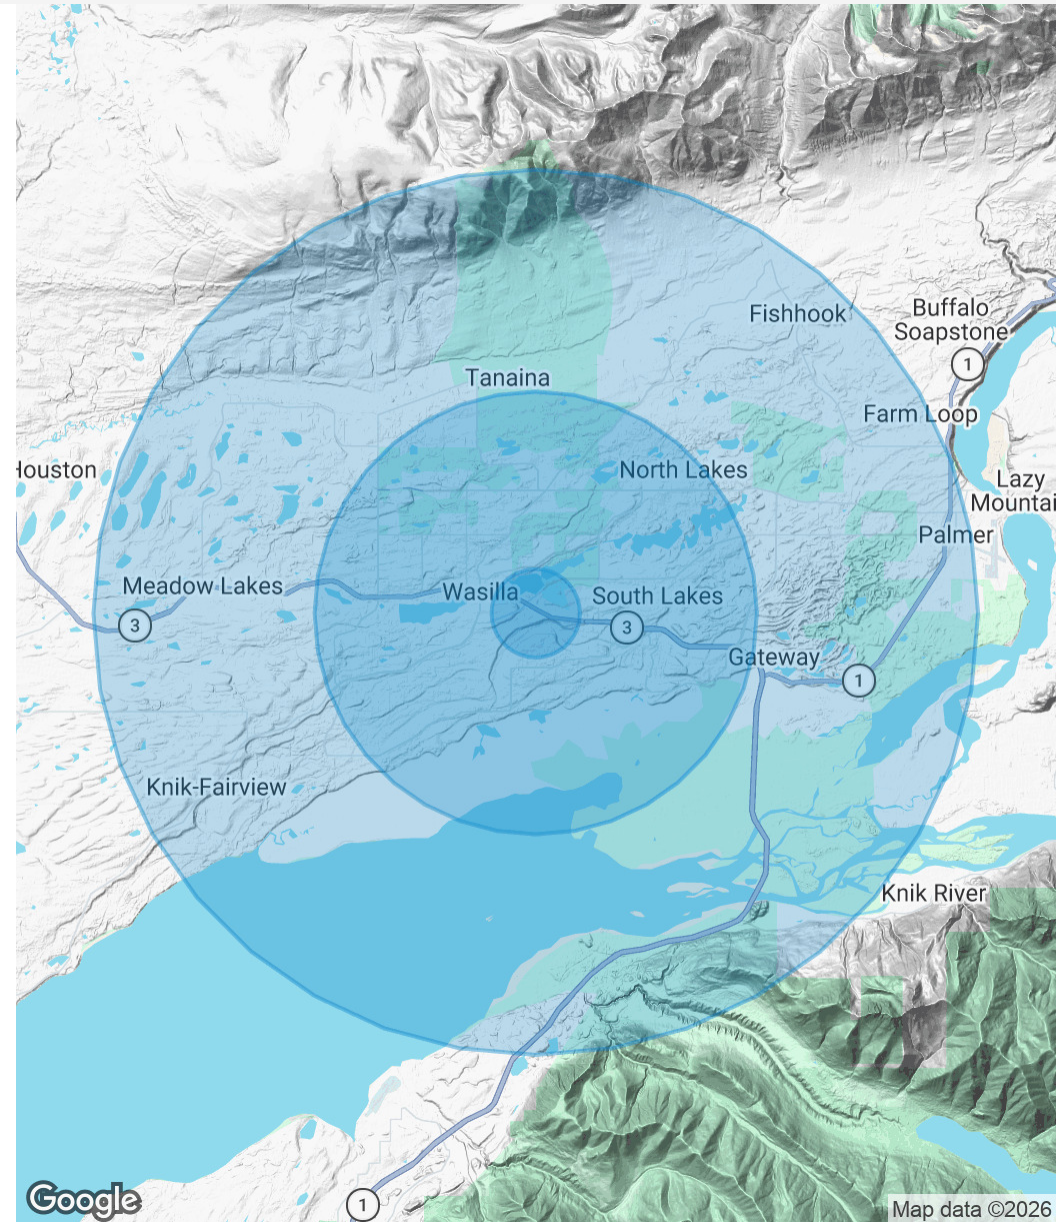 Fishhook
Buffalo
Soapstone
1
Tanaina
Farm Loop
Houston
North Lakes
Lazy
Mountai
Palmer
Meadow Lakes
Wasilla
South Lakes
3
3
Gateway
1
Knik-Fairview
Knik River
1
Google
Map data ©2026